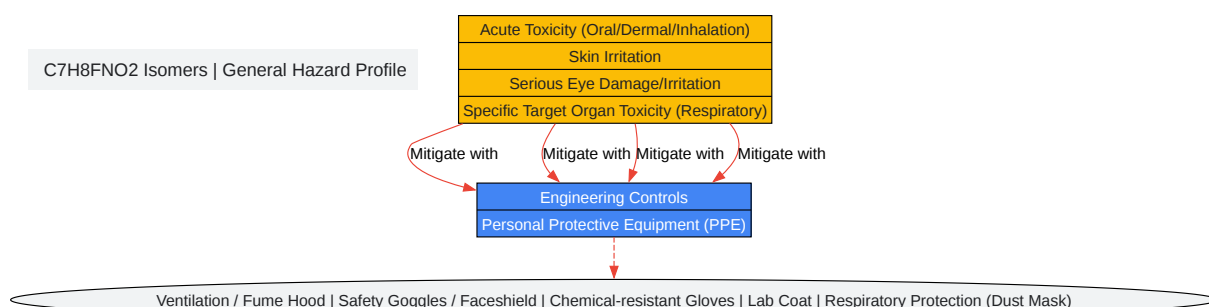 Acute Toxicity (Oral/Dermal/Inhalation)
C7H8FNO2 Isomers | General Hazard Profile
Skin Irritation
Serious Eye Damage/Irritation
Specific Target Organ Toxicity (Respiratory)
Mitigate with Mitigate with Mitigate with Mitigate with
Engineering Controls
Personal Protective Equipment (PPE)
Ventilation / Fume Hood | Safety Goggles / Faceshield | Chemical-resistant Gloves | Lab Coat | Respiratory Protection (Dust Mask)